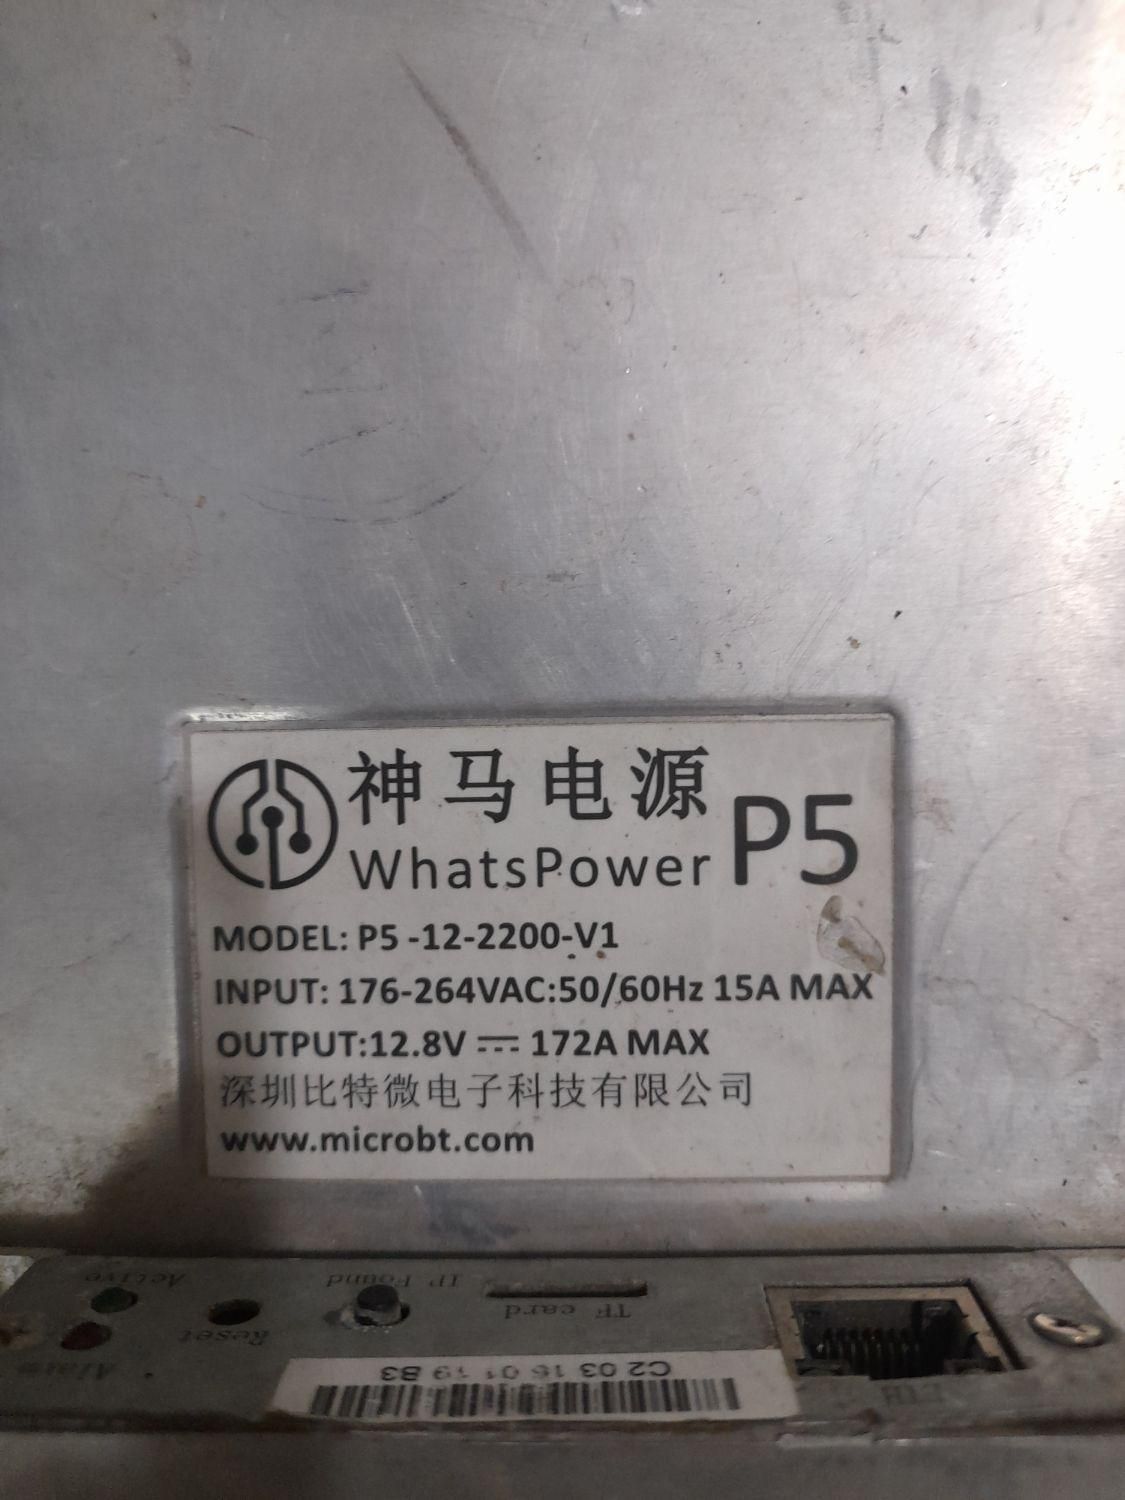 神马电源
WhatsPower P5
MODEL: P5 -12-2200-V1
INPUT: 176-264VAC:50/60Hz 15A MAX
OUTPUT:12.8V ⎓ 172A MAX
深圳比特微电子科技有限公司
www.microbt.com
Active
IP Found
TF card
Reset
Alarm
C2 03 16 01 19 B3